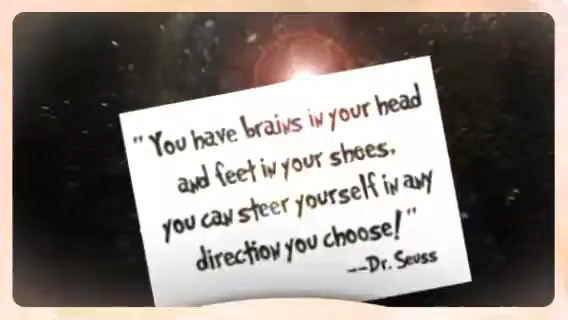 "You have brains in your head
and feet in your shoes.
you can steer yourself in any
direction you choose!"
--Dr. Seuss